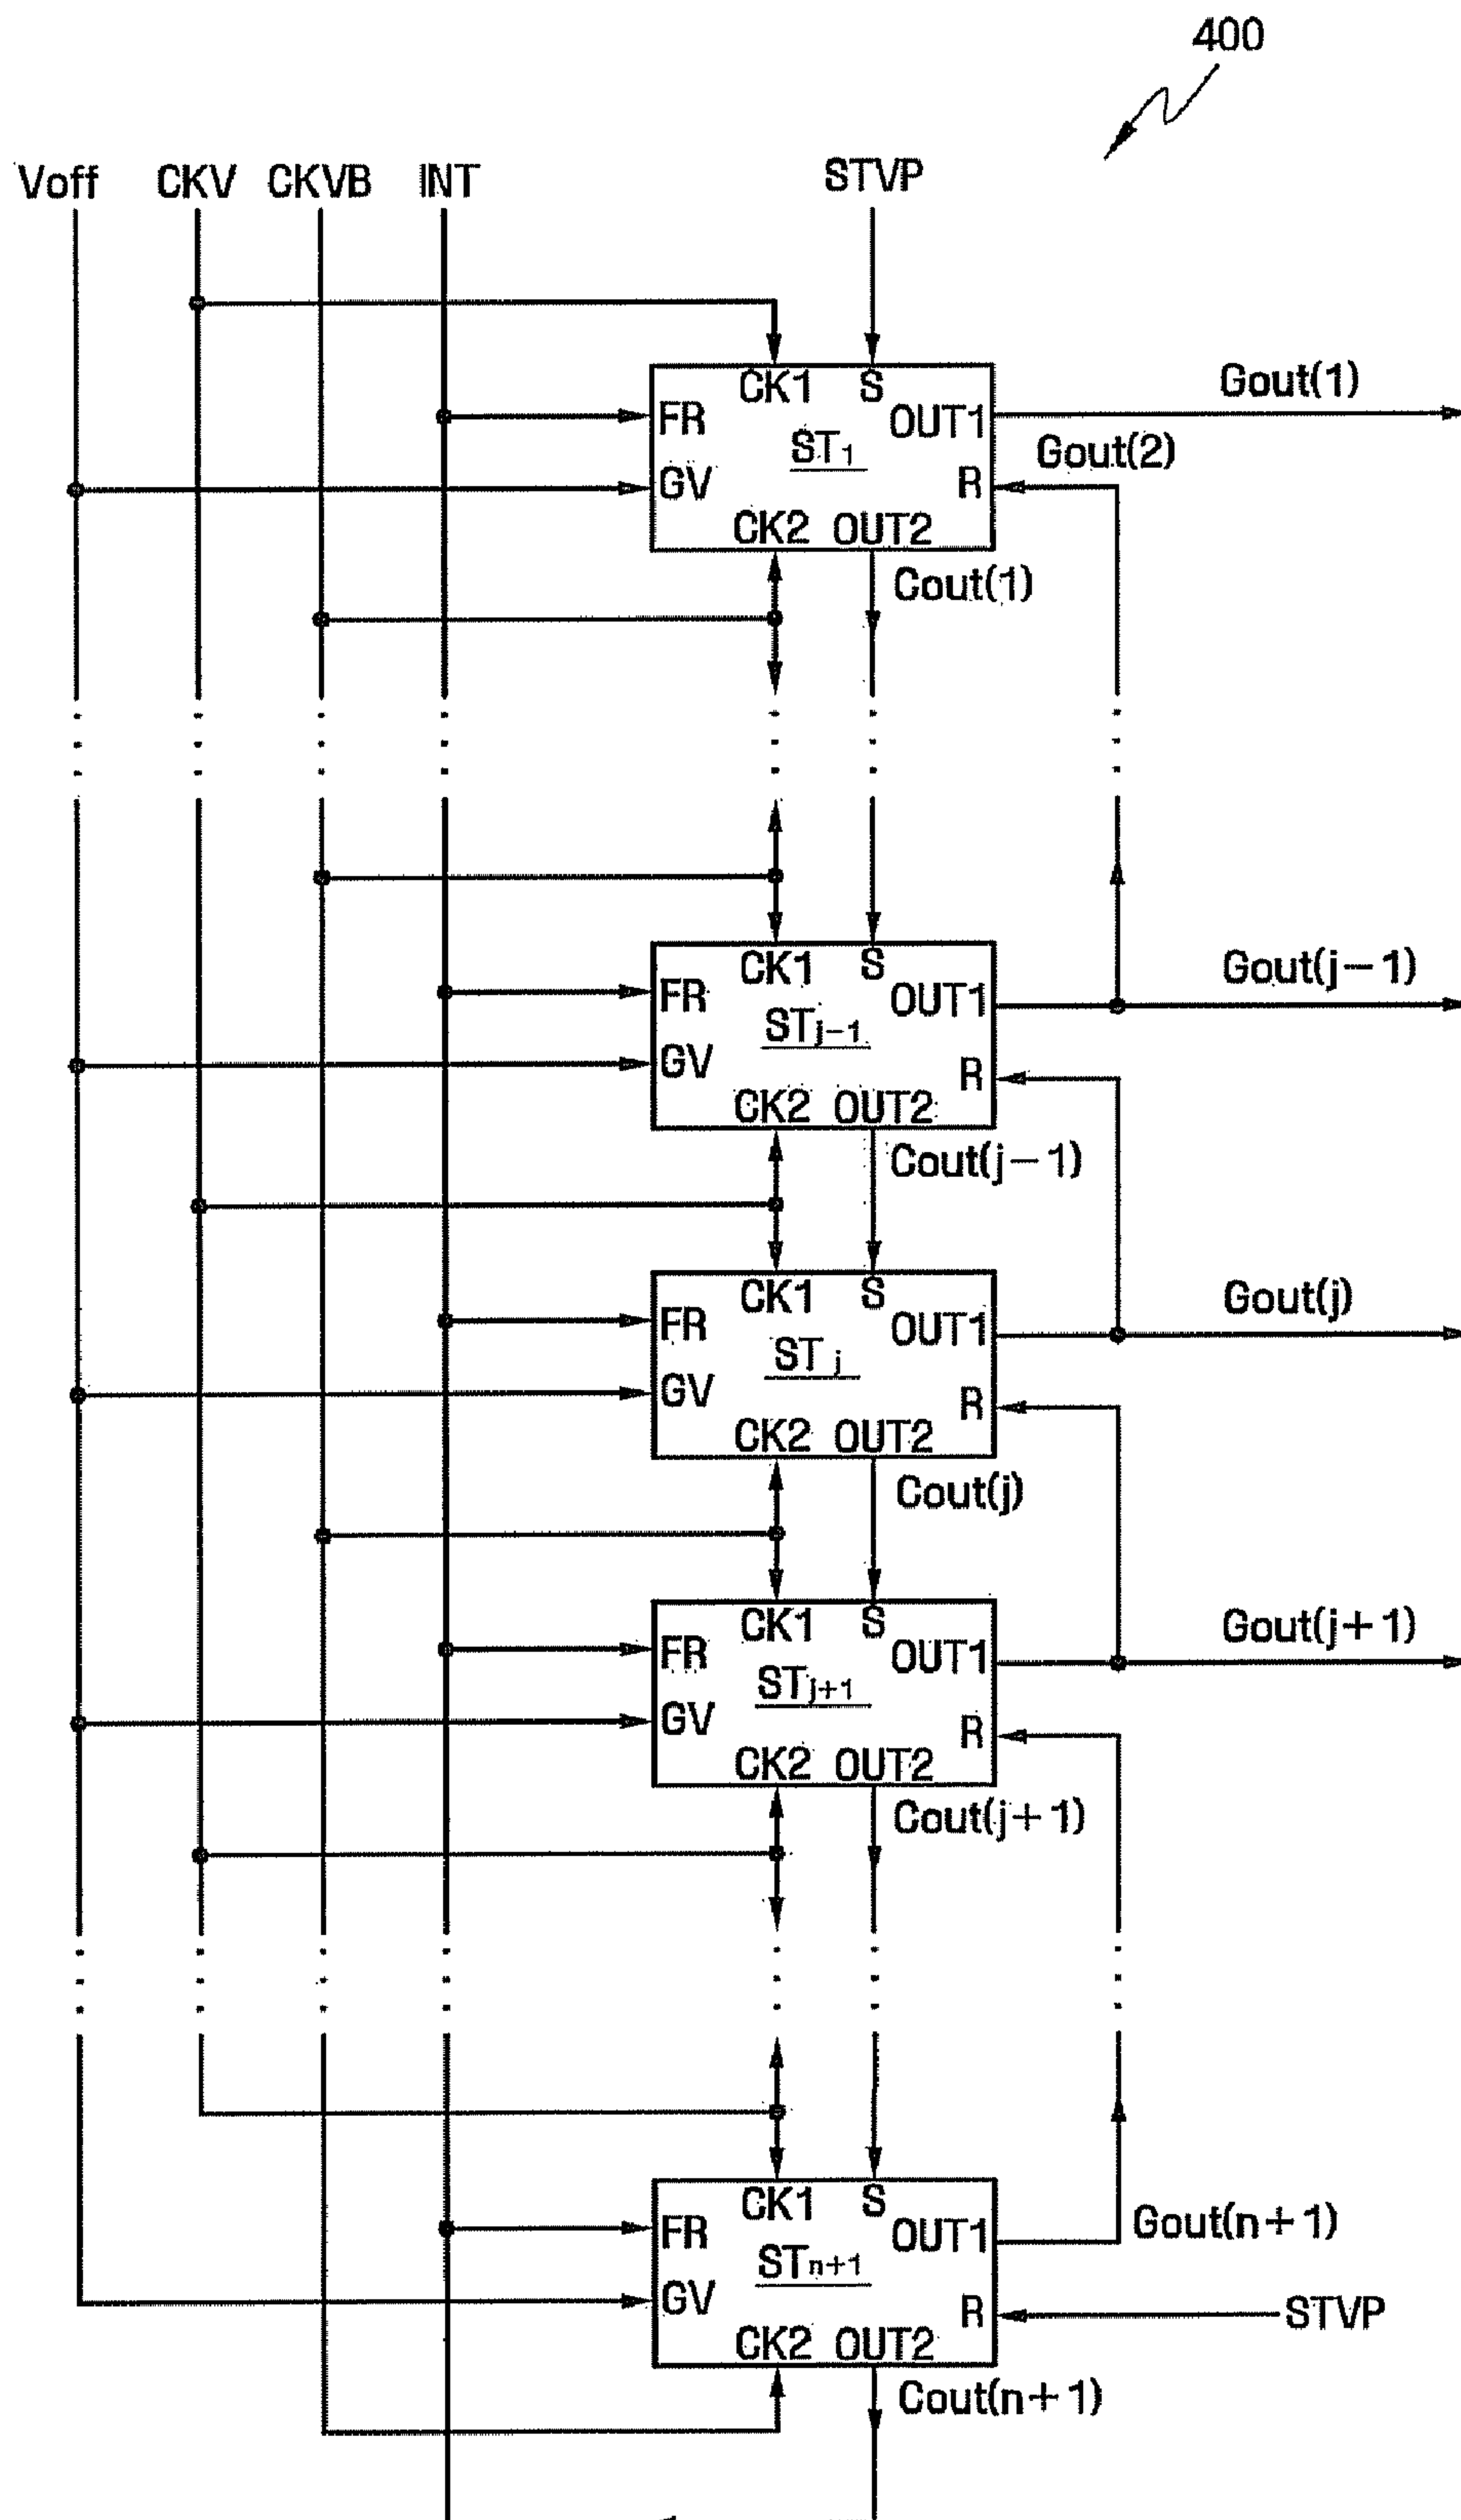 400
Voff CKV CKVB INT STVP
CK1 S
FR OUT1 Gout(1)
ST1 Gout(2)
GV R
CK2 OUT2
Cout(1)
CK1 S
FR OUT1 Gout(j-1)
STj-1
GV R
CK2 OUT2
Cout(j-1)
CK1 S
FR OUT1 Gout(j)
STj
GV R
CK2 OUT2
Cout(j)
CK1 S
FR OUT1 Gout(j+1)
STj+1
GV R
CK2 OUT2
Cout(j+1)
CK1 S
FR OUT1 Gout(n+1)
STn+1
GV R STVP
CK2 OUT2
Cout(n+1)